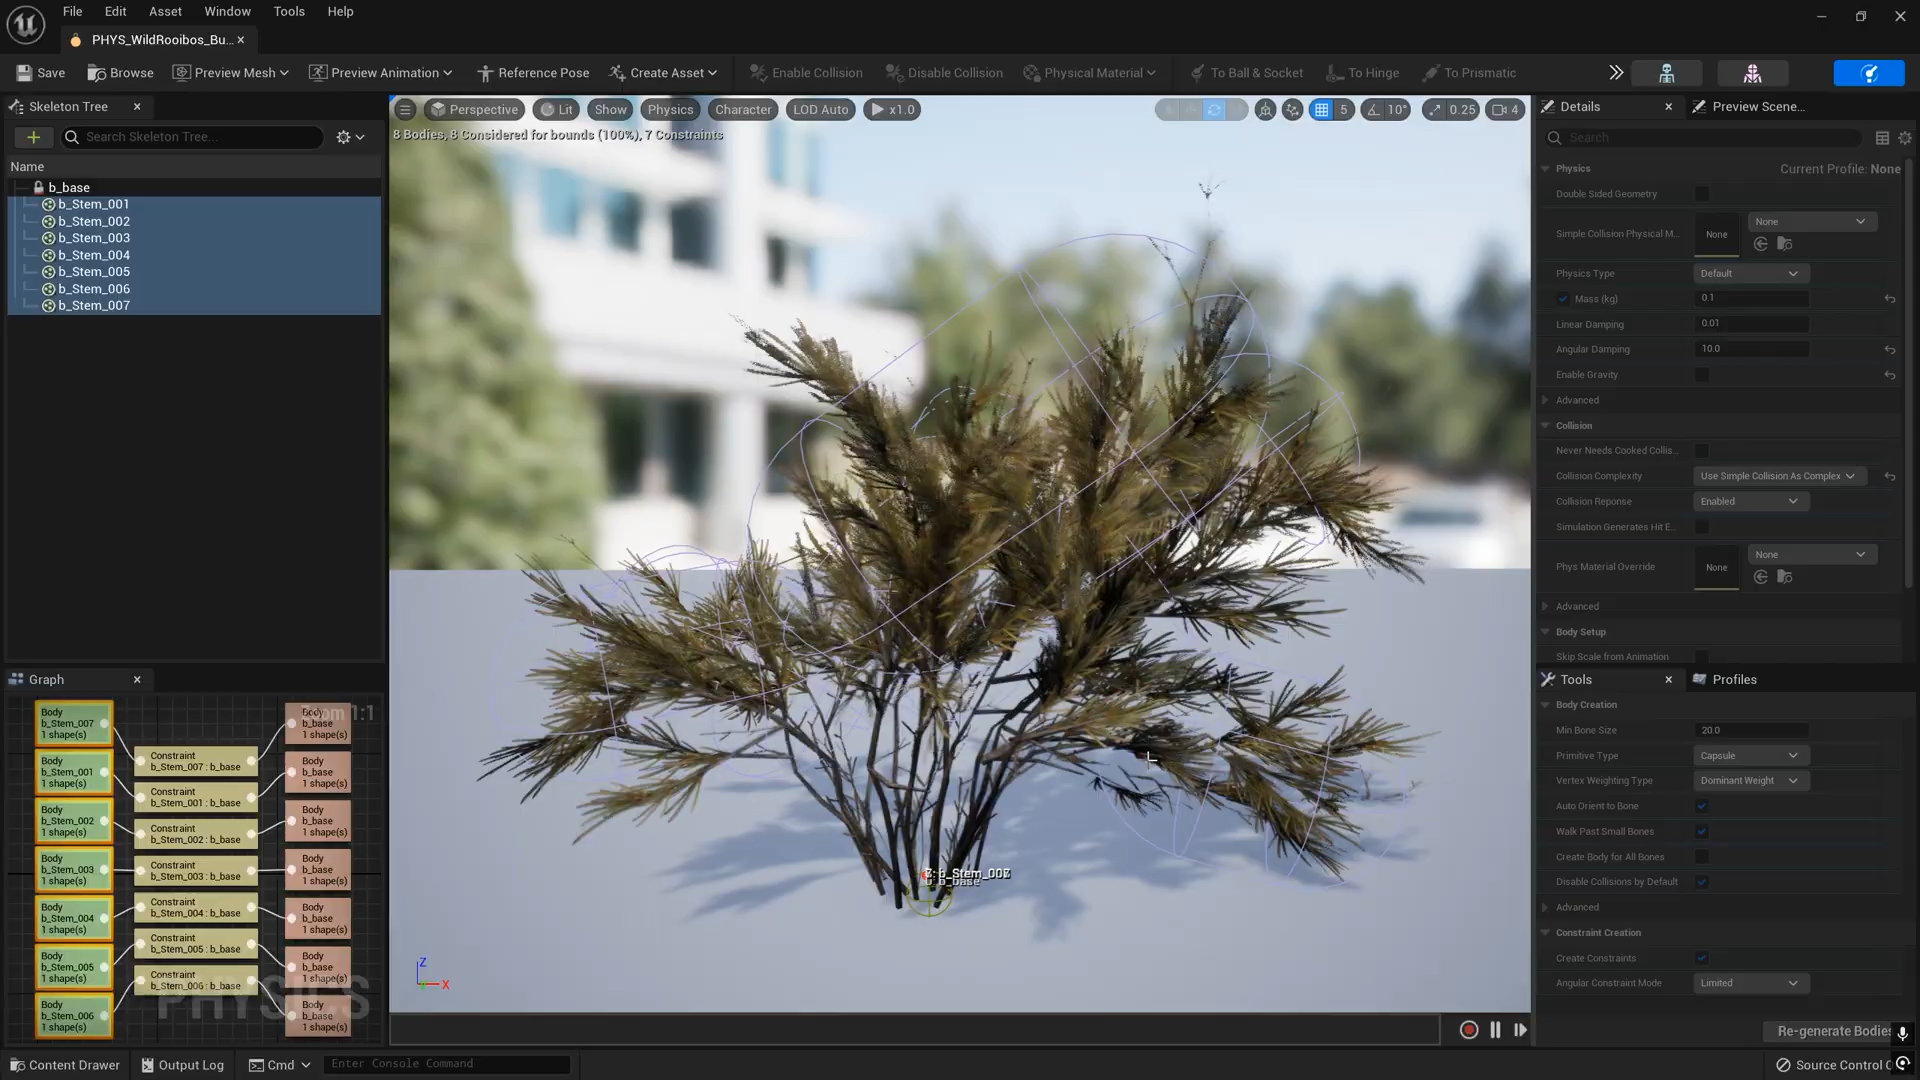 File Edit Asset Window Tools Help
PHYS_WildRooibos_Bu...
Save Browse Preview Mesh Preview Animation Reference Pose Create Asset Enable Collision Disable Collision Physical Material To Ball & Socket To Hinge To Prismatic
Skeleton Tree
Search Skeleton Tree...
Name
b_base
b_Stem_001
b_Stem_002
b_Stem_003
b_Stem_004
b_Stem_005
b_Stem_006
b_Stem_007
Perspective Lit Show Physics Character LOD Auto x1.0 5 10° 0.25 4
8 Bodies, 8 Considered for bounds (100%), 7 Constraints
Z
X
Graph
Zoom 1:1
Body
b_Stem_007
1 shape(s)
Body
b_Stem_001
1 shape(s)
Body
b_Stem_002
1 shape(s)
Body
b_Stem_003
1 shape(s)
Body
b_Stem_004
1 shape(s)
Body
b_Stem_005
1 shape(s)
Body
b_Stem_006
1 shape(s)
Constraint
b_Stem_007 : b_base
Constraint
b_Stem_001 : b_base
Constraint
b_Stem_002 : b_base
Constraint
b_Stem_003 : b_base
Constraint
b_Stem_004 : b_base
Constraint
b_Stem_005 : b_base
Constraint
b_Stem_006 : b_base
Body
b_base
1 shape(s)
Body
b_base
1 shape(s)
Body
b_base
1 shape(s)
Body
b_base
1 shape(s)
Body
b_base
1 shape(s)
Body
b_base
1 shape(s)
Body
b_base
1 shape(s)
PHYSICS
Details Preview Scene...
Search
Physics Current Profile: None
Double Sided Geometry
Simple Collision Physical M... None None
Physics Type Default
Mass (kg) 0.1
Linear Damping 0.01
Angular Damping 10.0
Enable Gravity
Advanced
Collision
Never Needs Cooked Collis...
Collision Complexity Use Simple Collision As Complex
Collision Reponse Enabled
Simulation Generates Hit E...
Phys Material Override None None
Advanced
Body Setup
Skip Scale from Animation
Tools Profiles
Body Creation
Min Bone Size 20.0
Primitive Type Capsule
Vertex Weighting Type Dominant Weight
Auto Orient to Bone
Walk Past Small Bones
Create Body for All Bones
Disable Collisions by Default
Advanced
Constraint Creation
Create Constraints
Angular Constraint Mode Limited
Re-generate Bodies
Content Drawer Output Log Cmd Enter Console Command Source Control